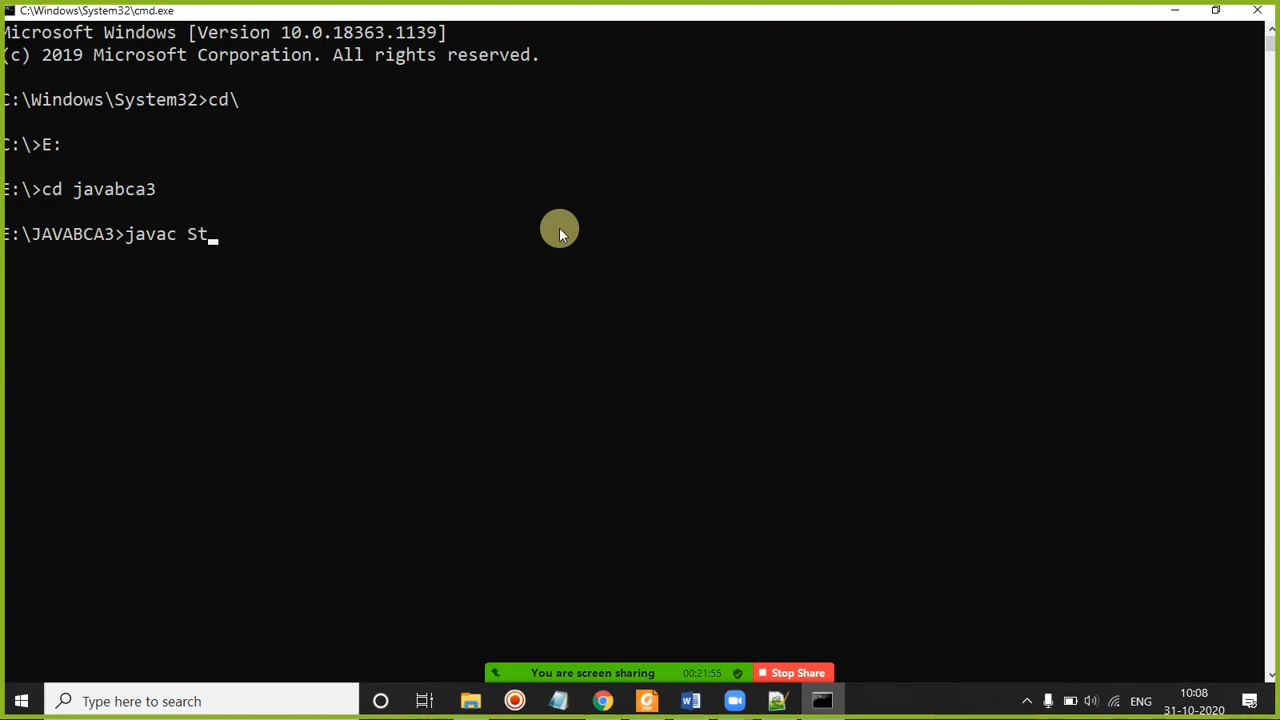 C:\Windows\System32\cmd.exe
Microsoft Windows [Version 10.0.18363.1139]
(c) 2019 Microsoft Corporation. All rights reserved.
C:\Windows\System32>cd\
C:\>E:
E:\>cd javabca3
E:\JAVABCA3>javac St_
You are screen sharing 00:21:55 Stop Share
Type here to search
ENG
10:08
31-10-2020